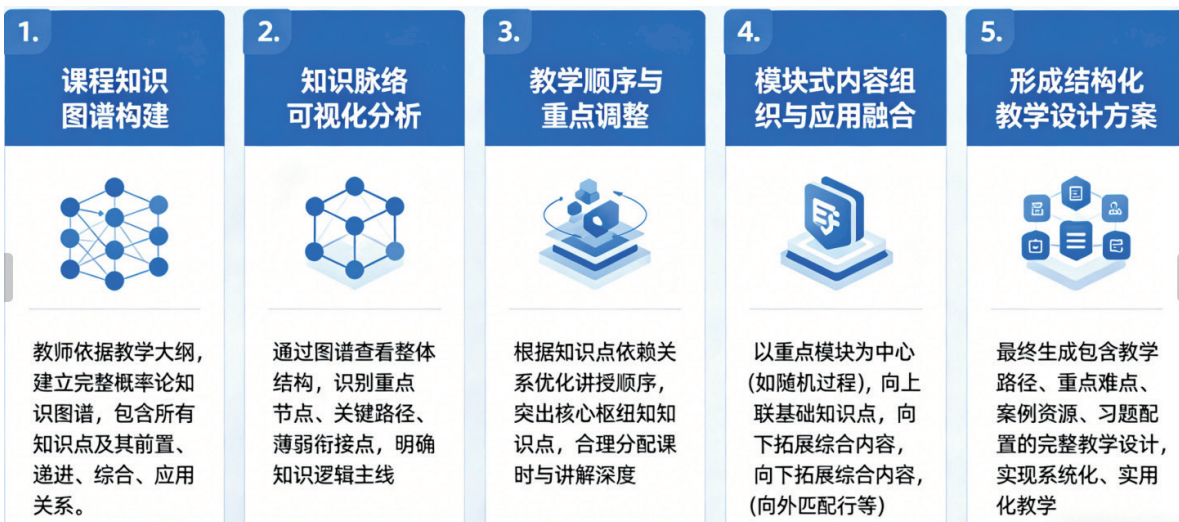 1.
课程知识
图谱构建
教师依据教学大纲，
建立完整概率论知
识图谱，包含所有
知识点及其前置、
递进、综合、应用
关系。
2.
知识脉络
可视化分析
通过图谱查看整体
结构，识别重点
节点、关键路径、
薄弱衔接点，明确
知识逻辑主线
3.
教学顺序与
重点调整
根据知识点依赖关
系优化讲授顺序，
突出核心枢纽知知
识点，合理分配课
时与讲解深度
4.
模块式内容组
织与应用融合
以重点模块为中心
(如随机过程)，向上
联基础知识点，向
下拓展综合内容，
向下拓展综合内容，
(向外匹配行等)
5.
形成结构化
教学设计方案
最终生成包含教学
路径、重点难点、
案例资源、习题配
置的完整教学设计，
实现系统化、实用
化教学